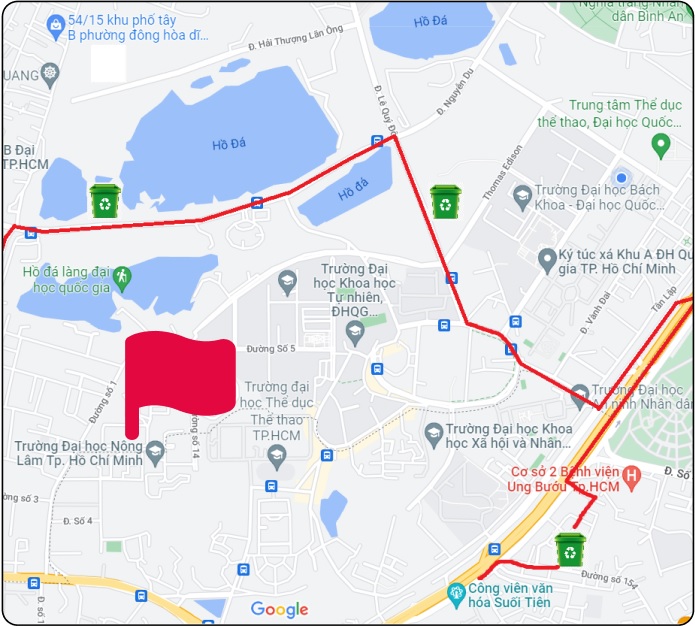 54/15 khu phố tây
B phường đông hòa dĩ...
Nghĩa trang Nhân
dân Bình An
Hồ Đá
Đ. Hải Thượng Lãn Ông
UANG
Đ. Lê Quý Đôn
Đ. Nguyễn Du
Trung tâm Thể dục
thể thao, Đại học Quốc...
B Đại
TP.HCM
Hồ Đá
Thomas Edison
Hồ đá
Trường Đại học Bách
Khoa - Đại học Quốc...
Ký túc xá Khu A ĐH Qu
gia TP. Hồ Chí Minh
Hồ đá làng đại
học quốc gia
Trường Đại
học Khoa học
Tự nhiên,
ĐHQG...
Tân Lập
Đ. Vành Đai
Đường Số 5
Đường số 1
Trường đại
học Thể dục
Thể thao
TP.HCM
Trường Đại học
An ninh Nhân dân
ờng số 14
Trường Đại học Nông
Lâm Tp. Hồ Chí Minh
Trường Đại học Khoa
học Xã hội và Nhân...
Cơ sở 2 Bệnh viện
Ung Bướu Tp.HCM
H
Đ. Số
ờng số 3
Đ. Số 4
Đ. số 1
Đường số 154
Công viên văn
hóa Suối Tiên
Google